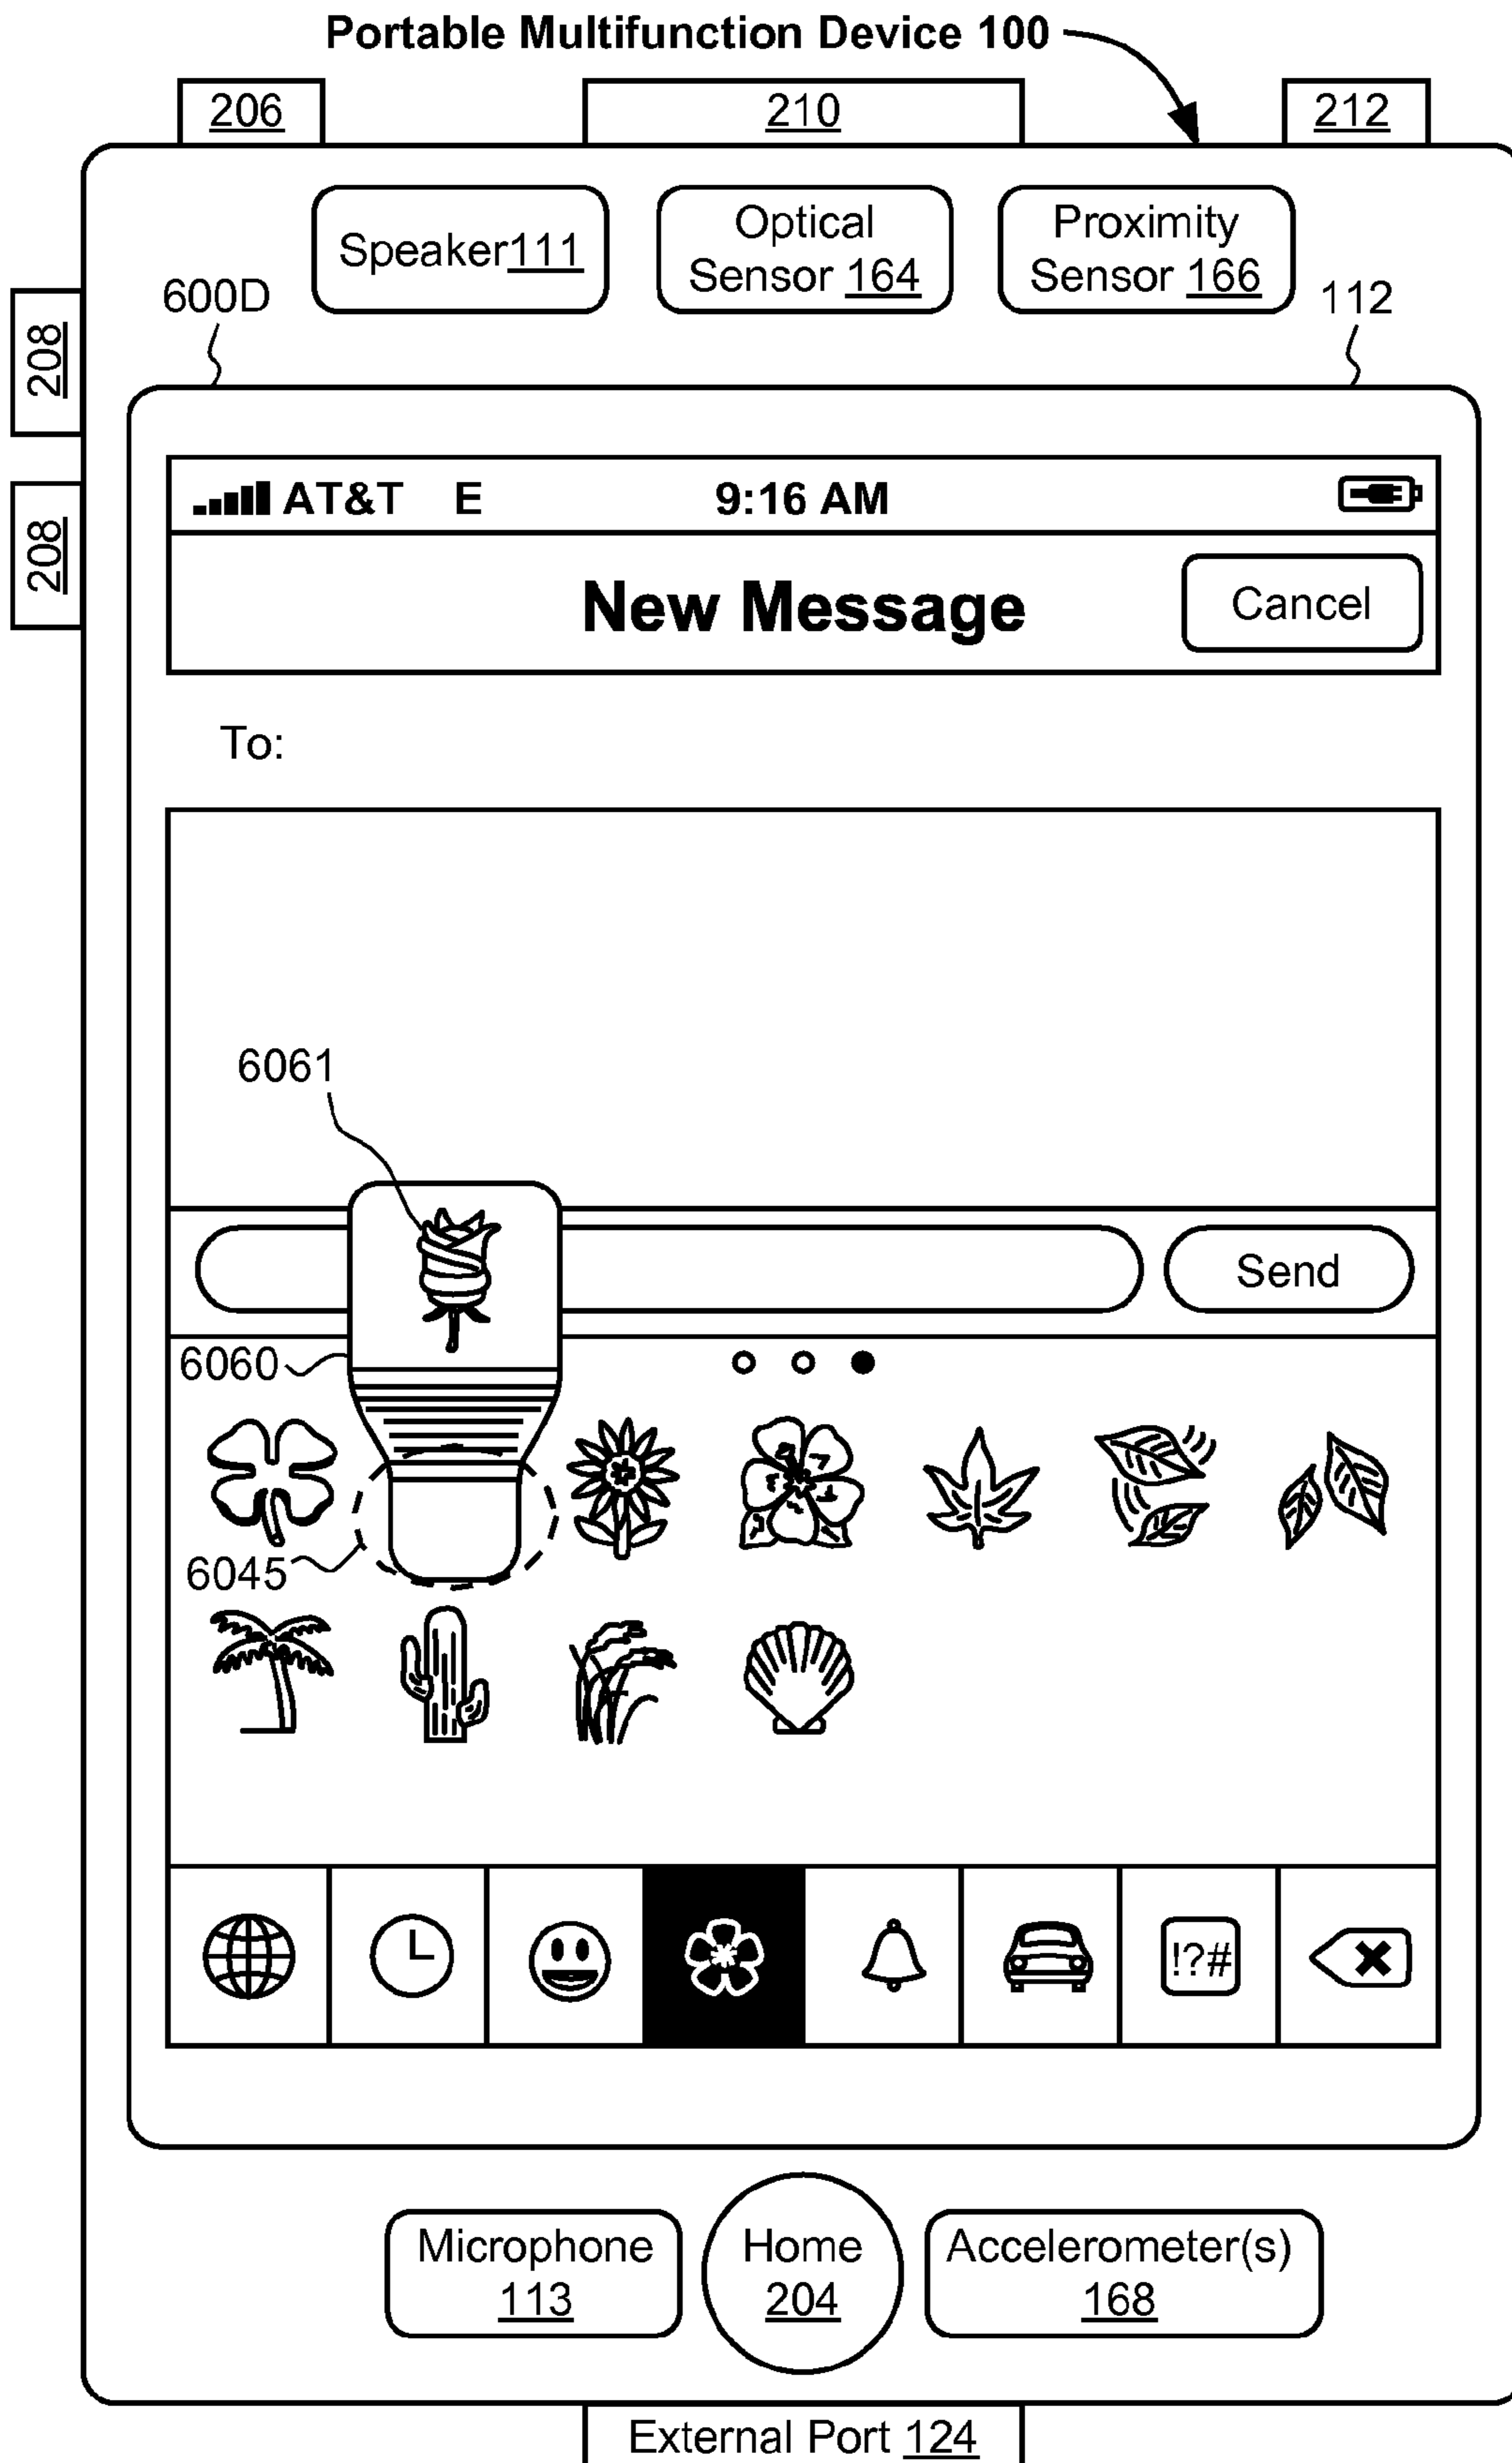 Portable Multifunction Device 100
206
210
212
Speaker 111
Optical
Sensor 164
Proximity
Sensor 166
600D
112
208
208
AT&T E 9:16 AM
New Message
Cancel
To:
6061
Send
6060
6045
!?#
Microphone
113
Home
204
Accelerometer(s)
168
External Port 124